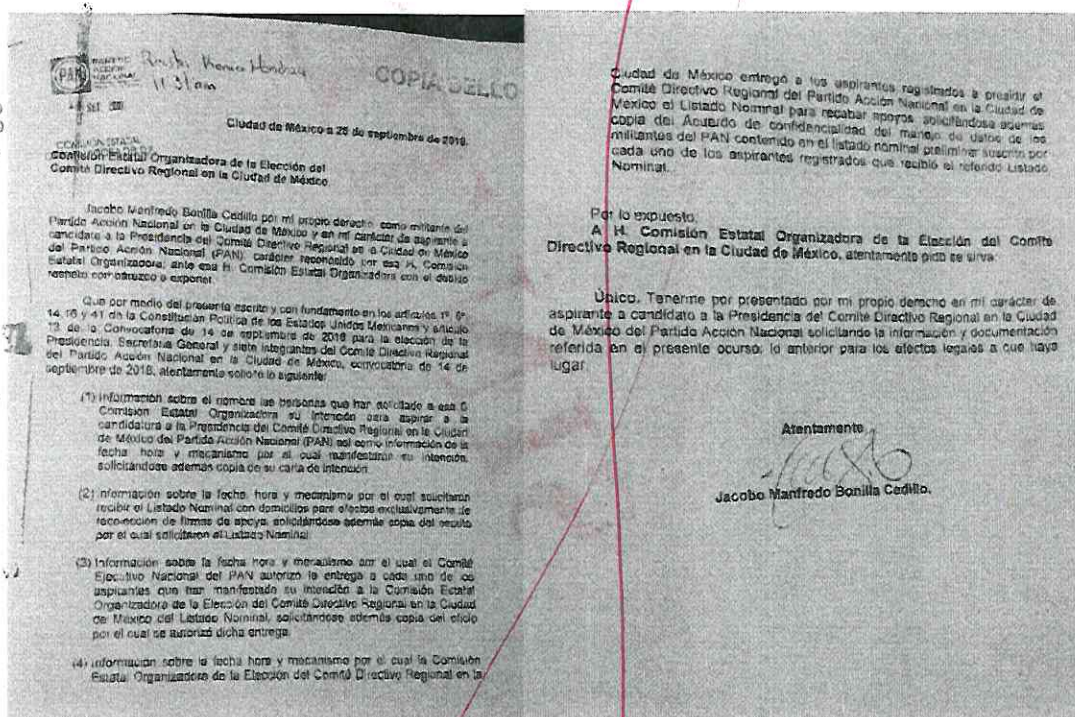 PAN
PARTIDO
ACCIÓN
NACIONAL
11:31am
COPIA SELLO
Ciudad de México a 25 de septiembre de 2018.
Comisión Estatal Organizadora de la Elección del
Comité Directivo Regional en la Ciudad de México
Jacobo Manfredo Bonilla Cedillo por mi propio derecho como militante del
Partido Acción Nacional en la Ciudad de México y en mi carácter de aspirante a
candidato a la Presidencia del Comité Directivo Regional en la Ciudad de México
del Partido Acción Nacional (PAN), carácter reconocido por esa H. Comisión
Estatal Organizadora, ante esa H. Comisión Estatal Organizadora con el debido
respeto comparezco a exponer.
Que por medio del presente escrito y con fundamento en los artículos 1º, 6º
14, 16 y 41 de la Constitución Política de los Estados Unidos Mexicanos y artículo
13 de la Convocatoria de 14 de septiembre de 2018 para la elección de la
Presidencia, Secretaría General y siete integrantes del Comité Directivo Regional
del Partido Acción Nacional en la Ciudad de México, convocatoria de 14 de
septiembre de 2018, atentamente solicito lo siguiente:
(1) Información sobre el nombre las personas que han solicitado a esa
Comisión Estatal Organizadora su intención para aspirar a la
candidatura a la Presidencia del Comité Directivo Regional en la Ciudad
de México del Partido Acción Nacional (PAN) así como información de la
fecha hora y mecanismo por el cual manifestaron su intención,
solicitándose además copia de su carta de intención
(2) nformación sobre la fecha, hora y mecanismo por el cual solicitaron
recibir el Listado Nominal con domicilios para efectos exclusivamente de
recolección de firmas de apoyo, solicitándose además copia del escrito
por el cual solicitaron el Listado Nominal
(3) Información sobre la fecha hora y mecanismo por el cual el Comité
Ejecutivo Nacional del PAN autorizó la entrega a cada uno de los
aspirantes que han manifestado su intención a la Comisión Estatal
Organizadora de la Elección del Comité Directivo Regional en la Ciudad
de México del Listado Nominal, solicitándose además copia del oficio
por el cual se autorizó dicha entrega.
(4) Información sobre la fecha hora y mecanismo por el cual la Comisión
Estatal Organizadora de la Elección del Comité Directivo Regional en la
Ciudad de México entregó a los aspirantes registrados a presidir el
Comité Directivo Regional del Partido Acción Nacional en la Ciudad de
México el Listado Nominal para recabar apoyos solicitándose además
copia del Acuerdo de confidencialidad del manejo de datos de los
militantes del PAN contenido en el listado nominal preliminar suscrito por
cada uno de los aspirantes registrados que recibió el referido Listado
Nominal.
Por lo expuesto,
A H. Comisión Estatal Organizadora de la Elección del Comité
Directivo Regional en la Ciudad de México, atentamente pido se sirva:
Único. Tenerme por presentado por mi propio derecho en mi carácter de
aspirante a candidato a la Presidencia del Comité Directivo Regional en la Ciudad
de México del Partido Acción Nacional solicitando la información y documentación
referida en el presente ocurso, lo anterior para los efectos legales a que haya
lugar
Atentamente
Jacobo Manfredo Bonilla Cedillo.